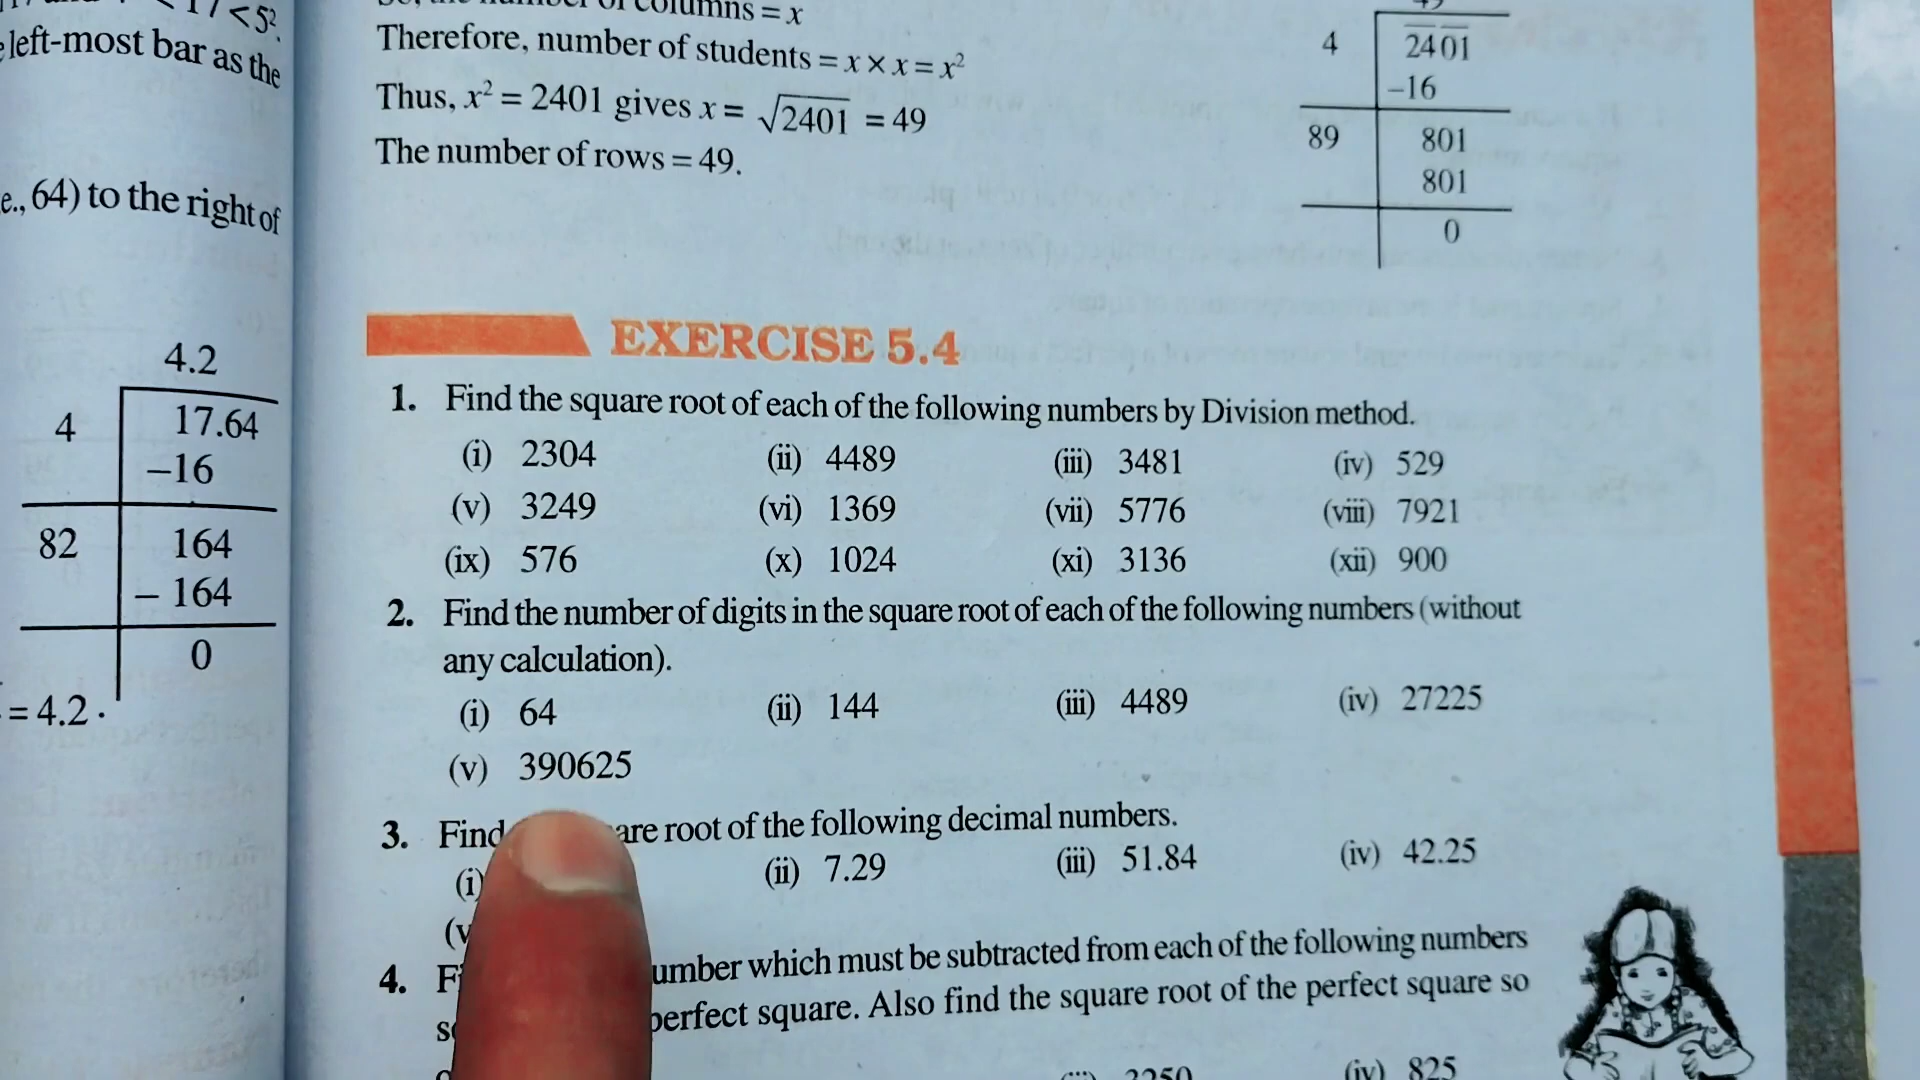 17 < 5².
left-most bar as the
e., 64) to the right of
4.2
4 17.64
–16
82 164
– 164
0
= 4.2 .
columns = x
Therefore, number of students = x × x = x²
Thus, x² = 2401 gives x = √2401 = 49
The number of rows = 49.
4 2401
–16
89 801
801
0
EXERCISE 5.4
1. Find the square root of each of the following numbers by Division method.
(i) 2304 (ii) 4489 (iii) 3481 (iv) 529
(v) 3249 (vi) 1369 (vii) 5776 (viii) 7921
(ix) 576 (x) 1024 (xi) 3136 (xii) 900
2. Find the number of digits in the square root of each of the following numbers (without
any calculation).
(i) 64 (ii) 144 (iii) 4489 (iv) 27225
(v) 390625
3. Find are root of the following decimal numbers.
(i) (ii) 7.29 (iii) 51.84 (iv) 42.25
4. umber which must be subtracted from each of the following numbers
perfect square. Also find the square root of the perfect square so
(iv) 825